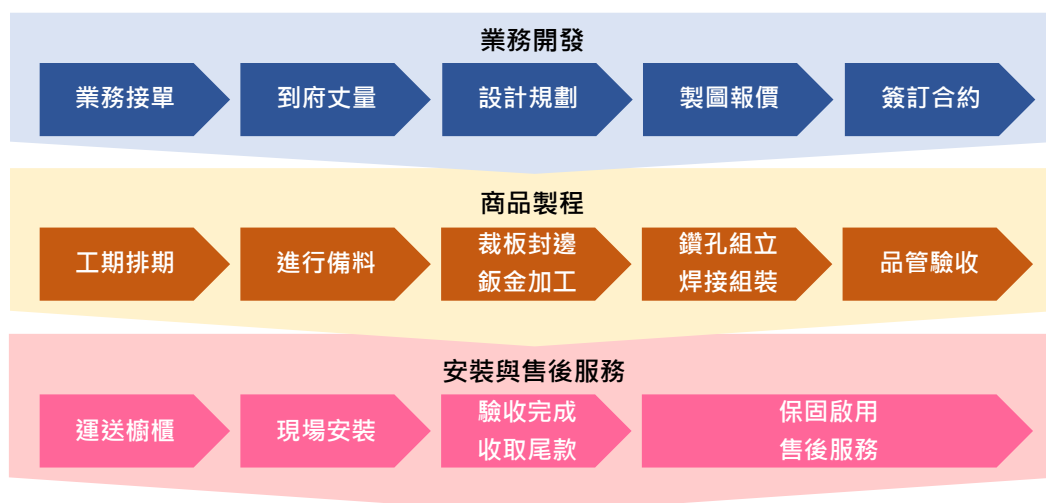 業務開發
業務接單
到府丈量
設計規劃
製圖報價
簽訂合約
商品製程
工期排期
進行備料
裁板封邊
鈑金加工
鑽孔組立
焊接組裝
品管驗收
安裝與售後服務
運送櫥櫃
現場安裝
驗收完成
收取尾款
保固啟用
售後服務